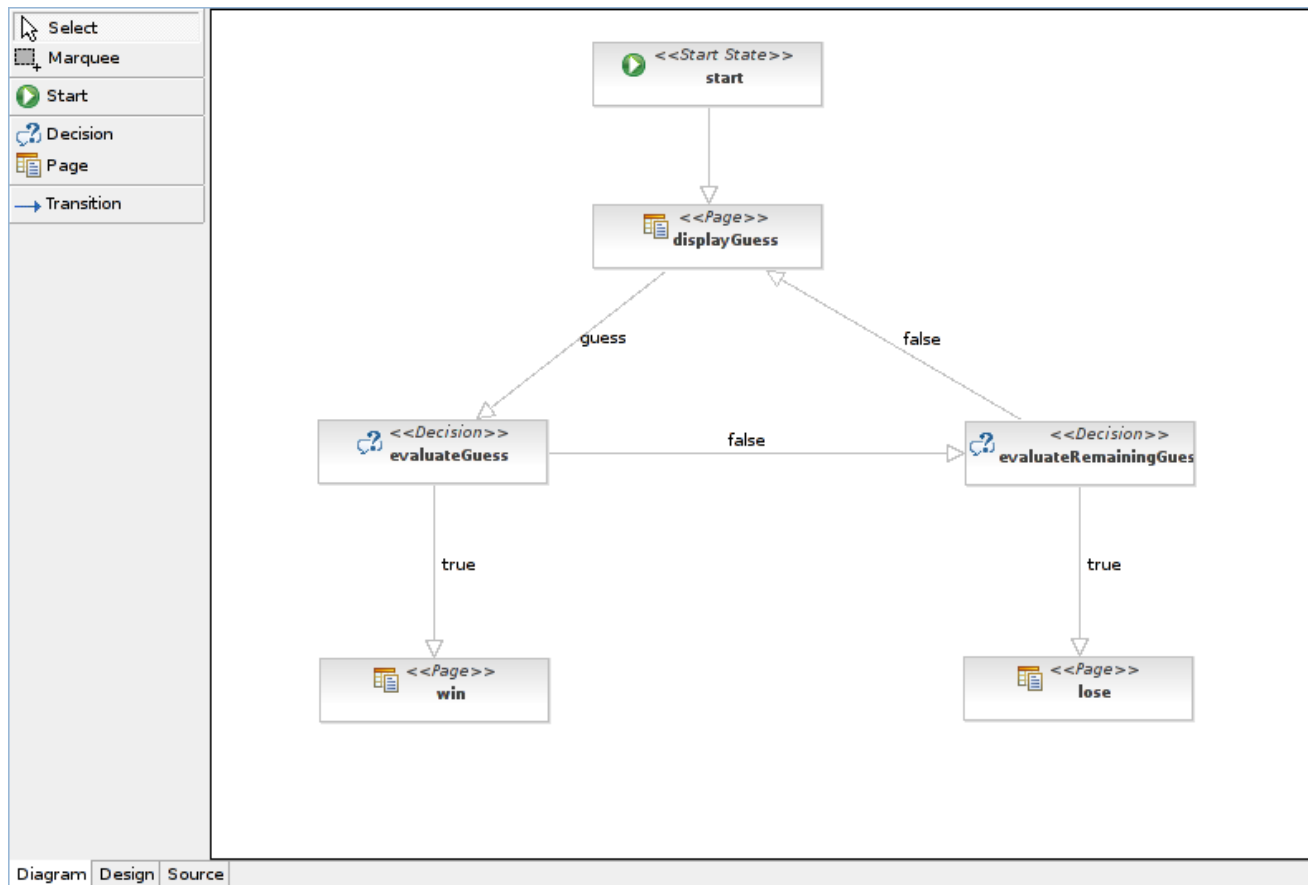 Select
Marquee
Start
Decision
Page
Transition
<<Start State>>
start
<<Page>>
displayGuess
guess
false
<<Decision>>
evaluateGuess
false
<<Decision>>
evaluateRemainingGues
true
true
<<Page>>
win
<<Page>>
lose
Diagram Design Source